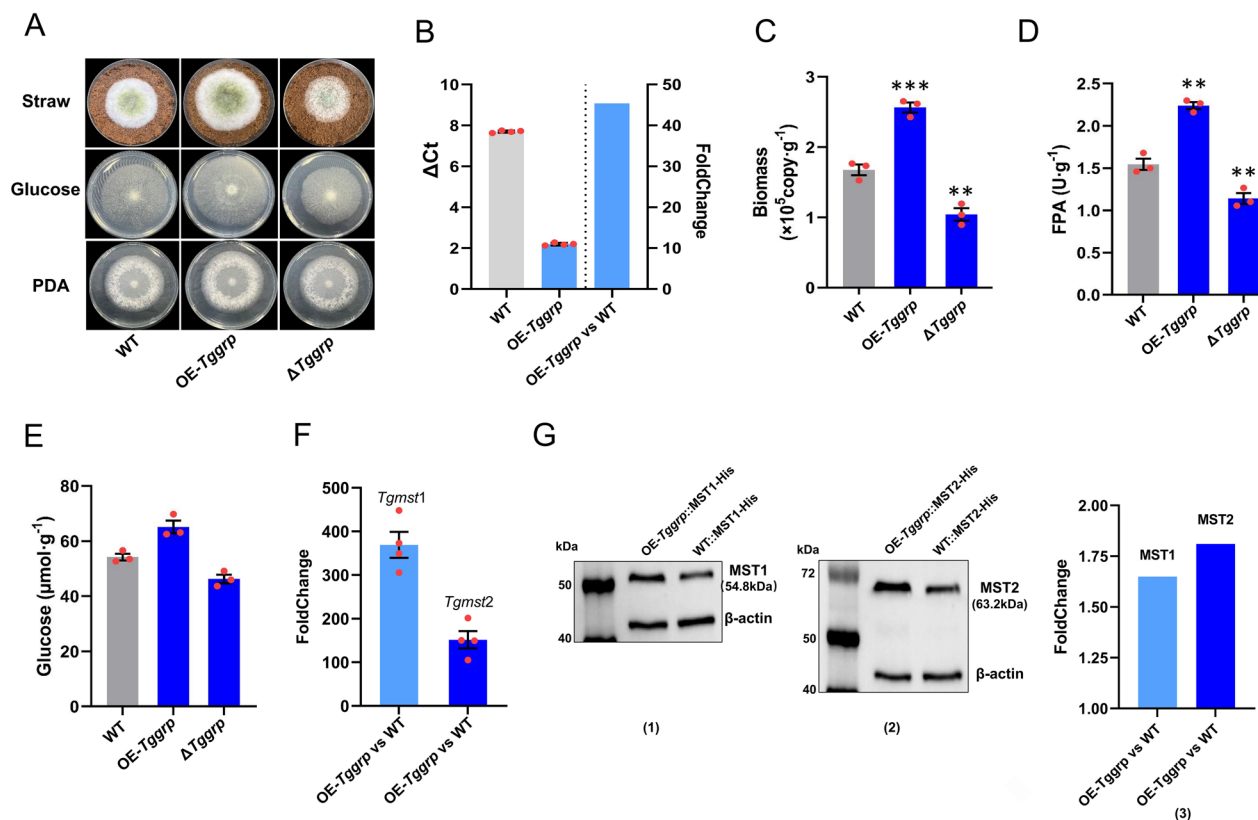 A
Straw
Glucose
PDA
WT
OE-Tggrp
ΔTggrp
B
ΔCt
10
8
6
4
2
0
50
40
30
20
10
0
FoldChange
WT
OE-Tggrp
OE-Tggrp vs WT
C
Biomass
(×10⁵copy·g⁻¹)
3
2
1
0
***
**
WT
OE-Tggrp
ΔTggrp
D
FPA (U·g⁻¹)
2.5
2.0
1.5
1.0
0.5
0.0
**
**
WT
OE-Tggrp
ΔTggrp
E
Glucose (μmol·g⁻¹)
80
60
40
20
0
WT
OE-Tggrp
ΔTggrp
F
FoldChange
500
400
300
200
100
0
Tgmst1
Tgmst2
OE-Tggrp vs WT
OE-Tggrp vs WT
G
OE-Tggrp::MST1-His
WT::MST1-His
kDa
50
40
MST1
(54.8kDa)
β-actin
(1)
OE-Tggrp::MST2-His
WT::MST2-His
kDa
72
50
40
MST2
(63.2kDa)
β-actin
(2)
FoldChange
2.00
1.75
1.50
1.25
1.00
MST1
MST2
OE-Tggrp vs WT
OE-Tggrp vs WT
(3)